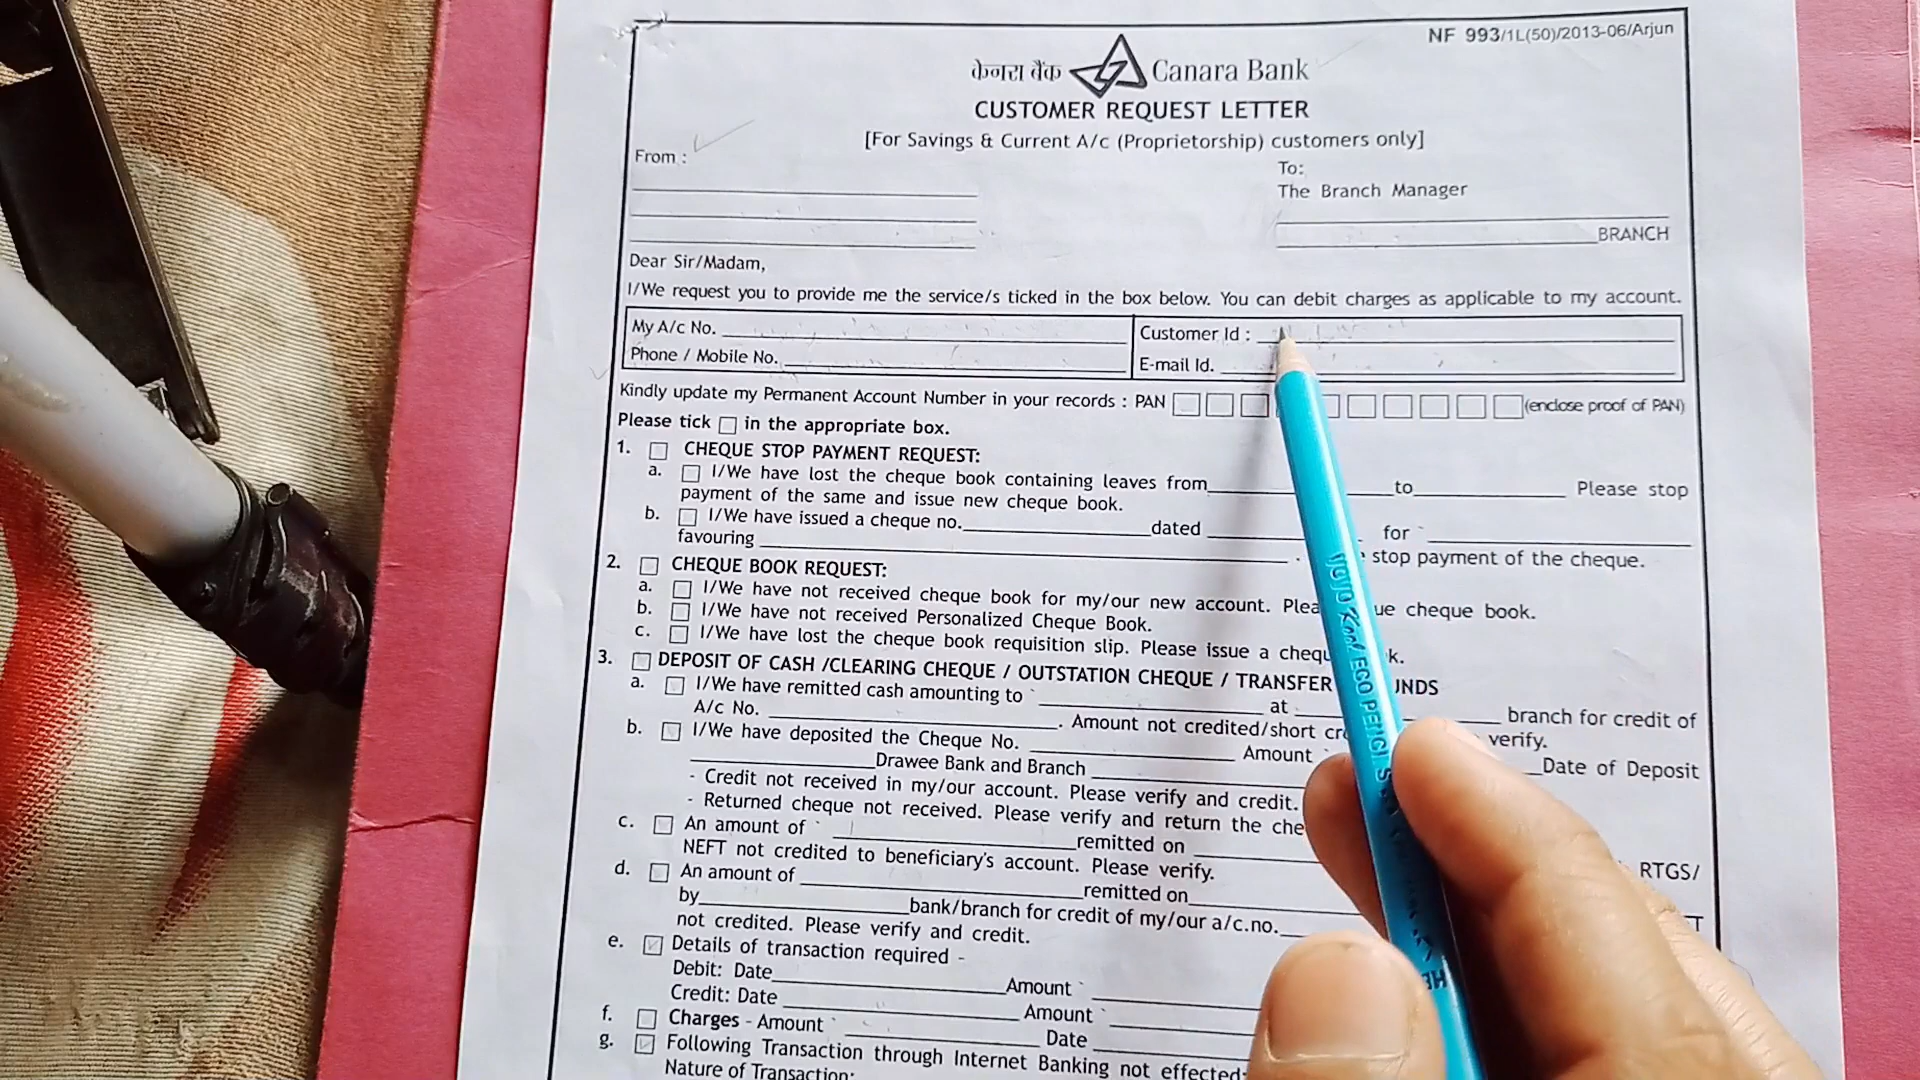 NF 993/1L(50)/2013-06/Arjun
केनरा बैंक Canara Bank
CUSTOMER REQUEST LETTER
[For Savings & Current A/c (Proprietorship) customers only]
From :
To:
The Branch Manager
BRANCH
Dear Sir/Madam,
I/We request you to provide me the service/s ticked in the box below. You can debit charges as applicable to my account.
My A/c No. Customer Id :
Phone / Mobile No. E-mail Id.
Kindly update my Permanent Account Number in your records : PAN (enclose proof of PAN)
Please tick in the appropriate box.
1. CHEQUE STOP PAYMENT REQUEST:
a. I/We have lost the cheque book containing leaves from to Please stop
payment of the same and issue new cheque book.
b. I/We have issued a cheque no. dated for `
favouring . stop payment of the cheque.
2. CHEQUE BOOK REQUEST:
a. I/We have not received cheque book for my/our new account. cheque book.
b. I/We have not received Personalized Cheque Book.
c. I/We have lost the cheque book requisition slip. Please issue a
3. DEPOSIT OF CASH /CLEARING CHEQUE / OUTSTATION CHEQUE / TRANSFER
a. I/We have remitted cash amounting to ` at branch for credit of
A/c No. . Amount not credited/short verify.
b. I/We have deposited the Cheque No. Amount ` Date of Deposit
Drawee Bank and Branch
- Credit not received in my/our account. Please verify and credit.
- Returned cheque not received. Please verify and return the
c. An amount of ` remitted on RTGS/
NEFT not credited to beneficiary's account. Please verify.
d. An amount of remitted on
by bank/branch for credit of my/our a/c.no.
not credited. Please verify and credit.
e. Details of transaction required -
Debit: Date Amount `
Credit: Date Amount `
f. Charges - Amount ` Date
g. Following Transaction through Internet Banking not effected:
Nature of Transaction: